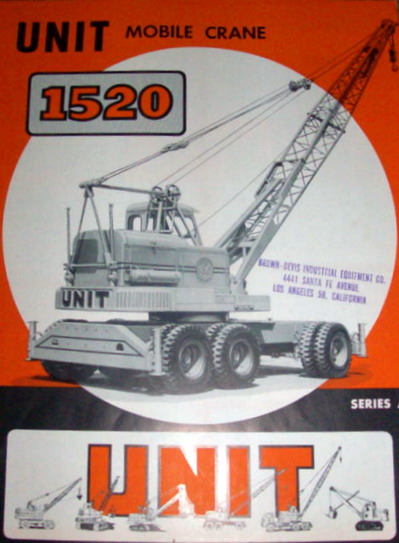 UNIT MOBILE CRANE
1520
BROWN-BEVIS INDUSTRIAL EQUIPMENT CO.
4441 SANTA FE AVENUE
LOS ANGELES 58, CALIFORNIA
UNIT
SERIES
UNIT